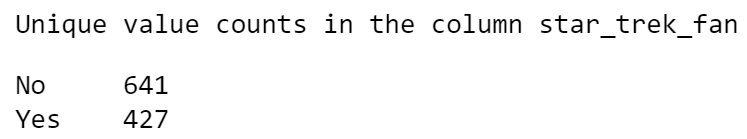 Unique value counts in the column star_trek_fan
No 641
Yes 427